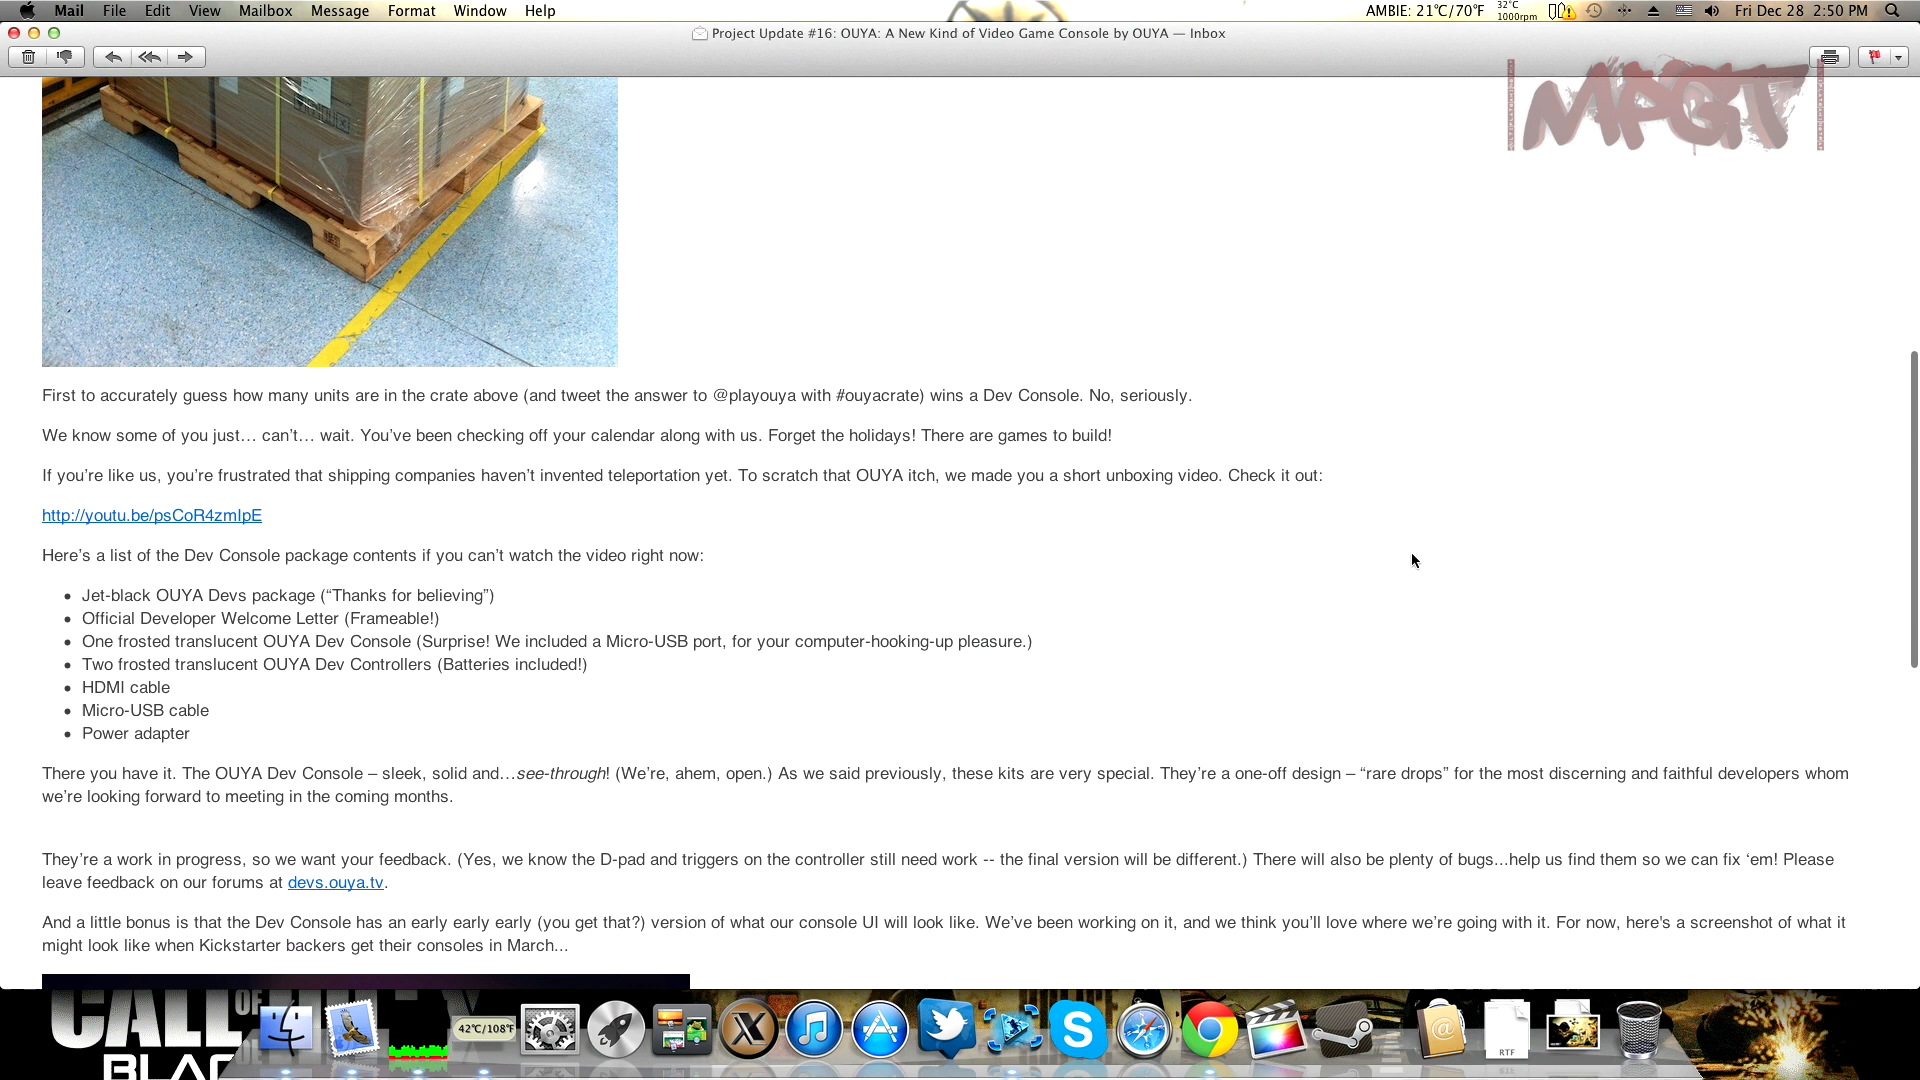 Mail File Edit View Mailbox Message Format Window Help
AMBIE: 21°C/70°F 32°C 1000rpm Fri Dec 28 2:50 PM
Project Update #16: OUYA: A New Kind of Video Game Console by OUYA — Inbox
MPGT
First to accurately guess how many units are in the crate above (and tweet the answer to @playouya with #ouyacrate) wins a Dev Console. No, seriously.
We know some of you just… can’t… wait. You’ve been checking off your calendar along with us. Forget the holidays! There are games to build!
If you’re like us, you’re frustrated that shipping companies haven’t invented teleportation yet. To scratch that OUYA itch, we made you a short unboxing video. Check it out:
http://youtu.be/psCoR4zmIpE
Here’s a list of the Dev Console package contents if you can’t watch the video right now:
• Jet-black OUYA Devs package (“Thanks for believing”)
• Official Developer Welcome Letter (Frameable!)
• One frosted translucent OUYA Dev Console (Surprise! We included a Micro-USB port, for your computer-hooking-up pleasure.)
• Two frosted translucent OUYA Dev Controllers (Batteries included!)
• HDMI cable
• Micro-USB cable
• Power adapter
There you have it. The OUYA Dev Console – sleek, solid and…see-through! (We’re, ahem, open.) As we said previously, these kits are very special. They’re a one-off design – “rare drops” for the most discerning and faithful developers whom
we’re looking forward to meeting in the coming months.
They’re a work in progress, so we want your feedback. (Yes, we know the D-pad and triggers on the controller still need work -- the final version will be different.) There will also be plenty of bugs...help us find them so we can fix ‘em! Please
leave feedback on our forums at devs.ouya.tv.
And a little bonus is that the Dev Console has an early early early (you get that?) version of what our console UI will look like. We’ve been working on it, and we think you’ll love where we’re going with it. For now, here's a screenshot of what it
might look like when Kickstarter backers get their consoles in March...
CALL OF
42°C/108°F
RTF